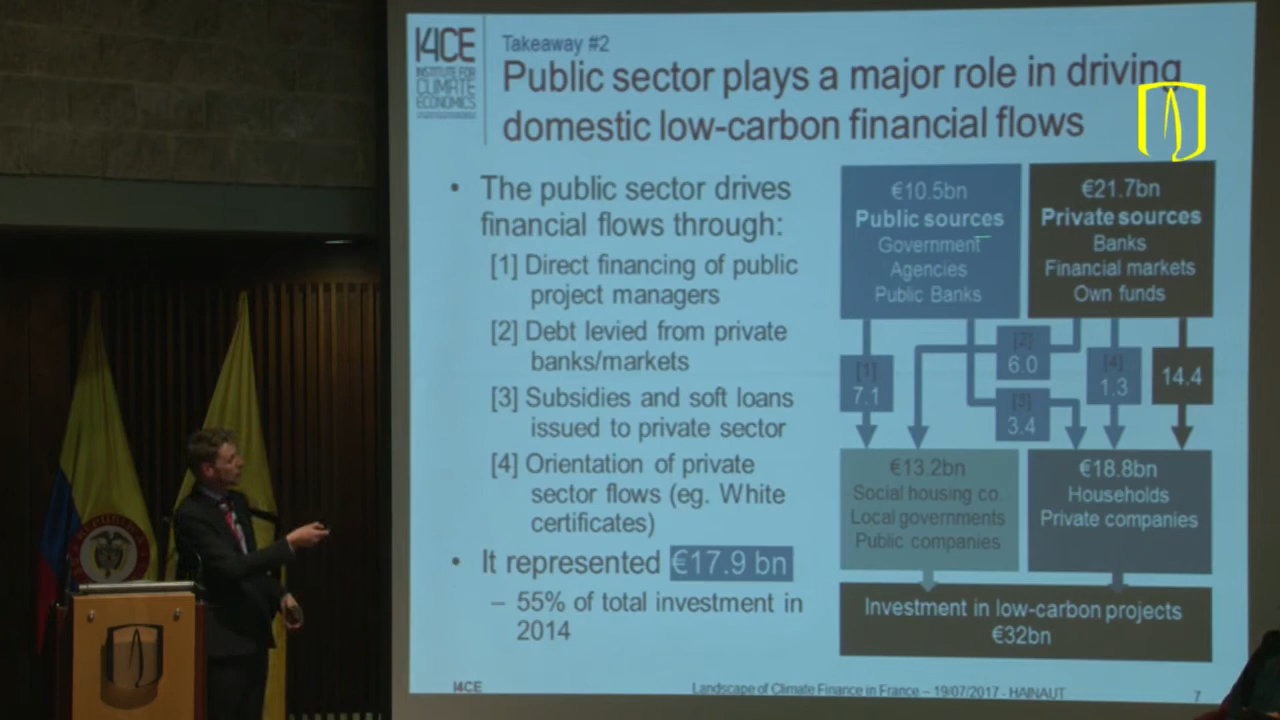 I4CE
INSTITUTE FOR
CLIMATE
ECONOMICS
Takeaway #2
Public sector plays a major role in driving
domestic low-carbon financial flows
• The public sector drives
financial flows through:
[1] Direct financing of public
project managers
[2] Debt levied from private
banks/markets
[3] Subsidies and soft loans
issued to private sector
[4] Orientation of private
sector flows (eg. White
certificates)
• It represented €17.9 bn
– 55% of total investment in
2014
€10.5bn
Public sources
Government
Agencies
Public Banks
€21.7bn
Private sources
Banks
Financial markets
Own funds
[1]
7.1
[2]
6.0
[3]
3.4
[4]
1.3
14.4
€13.2bn
Social housing co.
Local governments
Public companies
€18.8bn
Households
Private companies
Investment in low-carbon projects
€32bn
I4CE
Landscape of Climate Finance in France – 19/07/2017 - HAINAUT
7